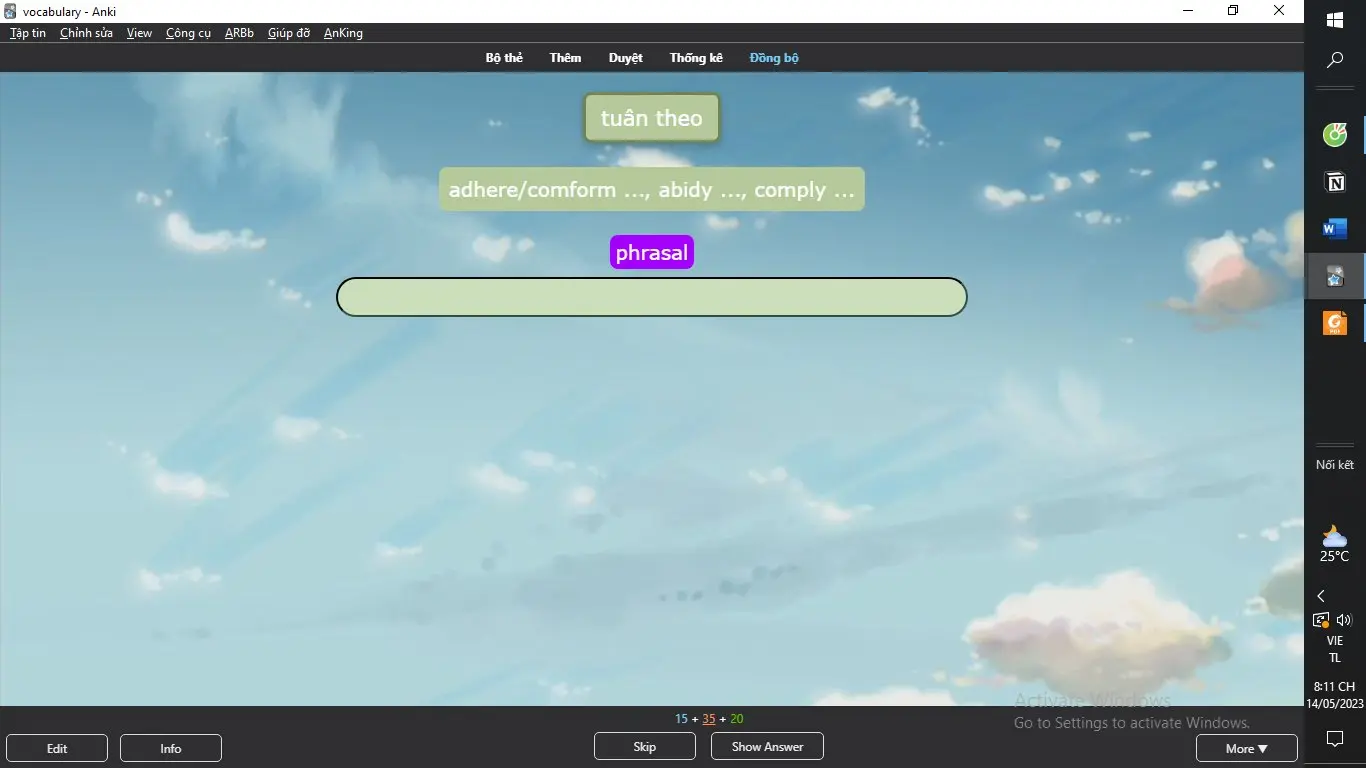 vocabulary - Anki
Tập tin Chỉnh sửa View Công cụ ARBb Giúp đỡ AnKing
Bộ thẻ Thêm Duyệt Thống kê Đồng bộ
tuân theo
adhere/comform ..., abidy ..., comply ...
phrasal
Nối kết
25°C
VIE
TL
8:11 CH
14/05/2023
Activate Windows
Go to Settings to activate Windows.
15 + 35 + 20
Edit Info Skip Show Answer More ▼